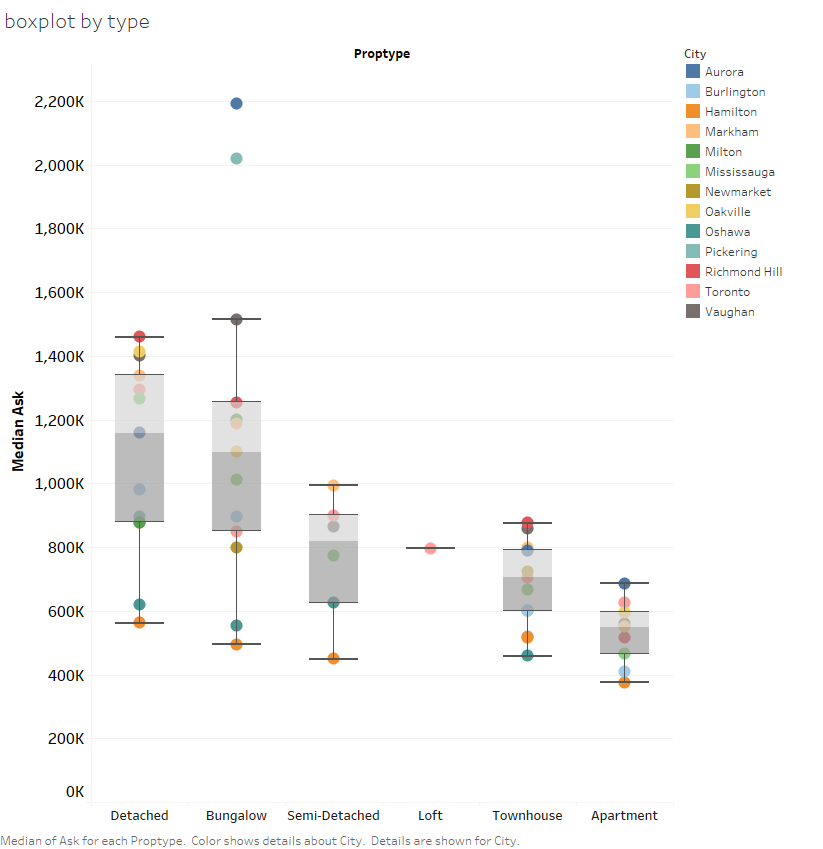 boxplot by type
Proptype
City
Aurora
Burlington
Hamilton
Markham
Milton
Mississauga
Newmarket
Oakville
Oshawa
Pickering
Richmond Hill
Toronto
Vaughan
Median Ask
2,200K
2,000K
1,800K
1,600K
1,400K
1,200K
1,000K
800K
600K
400K
200K
0K
Detached Bungalow Semi-Detached Loft Townhouse Apartment
Median of Ask for each Proptype. Color shows details about City. Details are shown for City.